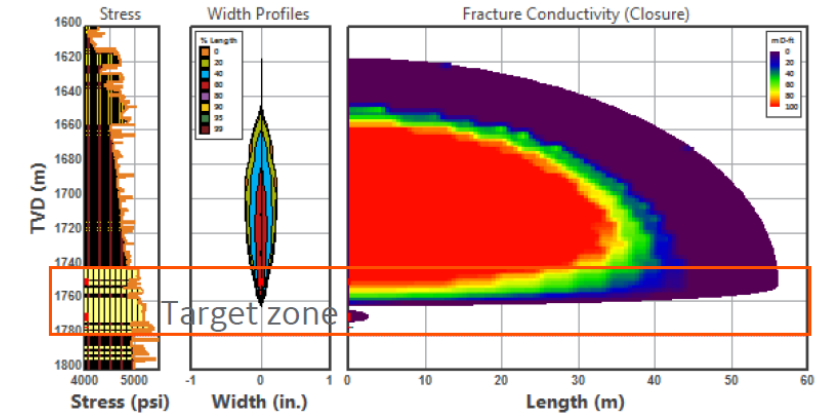 Stress
Width Profiles
Fracture Conductivity (Closure)
1600
1620
1640
1660
1680
1700
1720
1740
1760
1780
1800
TVD (m)
% Length
0
20
40
60
80
90
95
99
mD-ft
0
20
40
60
80
100
Target zone
4000 5000
-1 0 1
0 10 20 30 40 50 60
Stress (psi)
Width (in.)
Length (m)